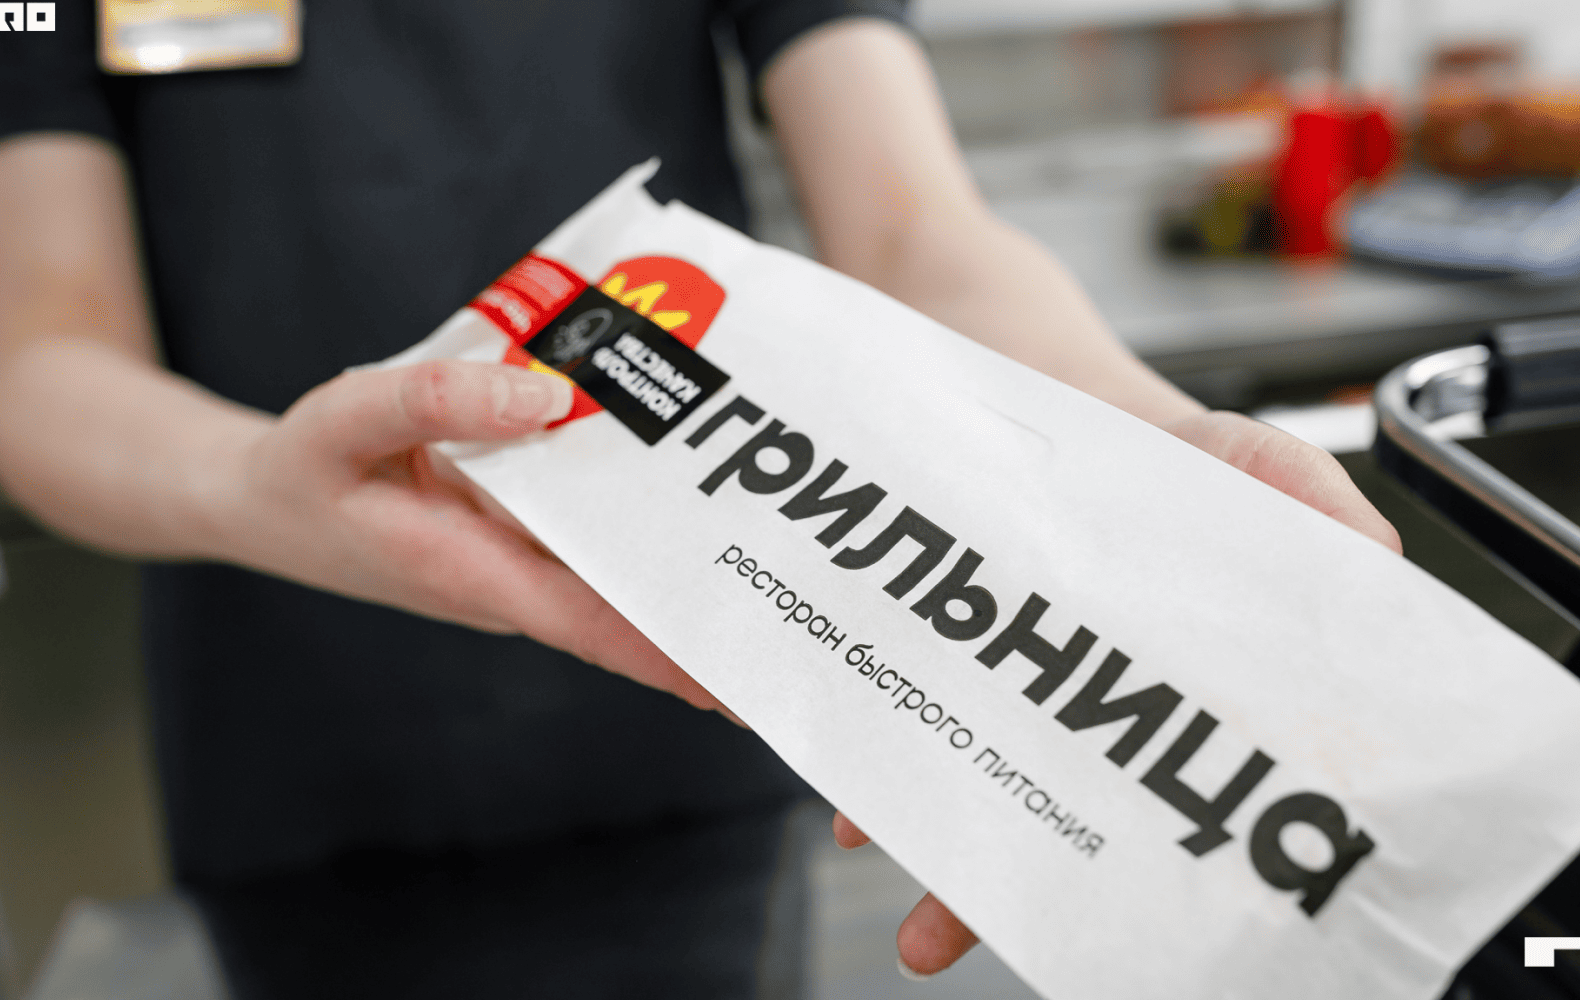 КОНТРОЛЬ
КАЧЕСТВА
грильница
ресторан быстрого питания